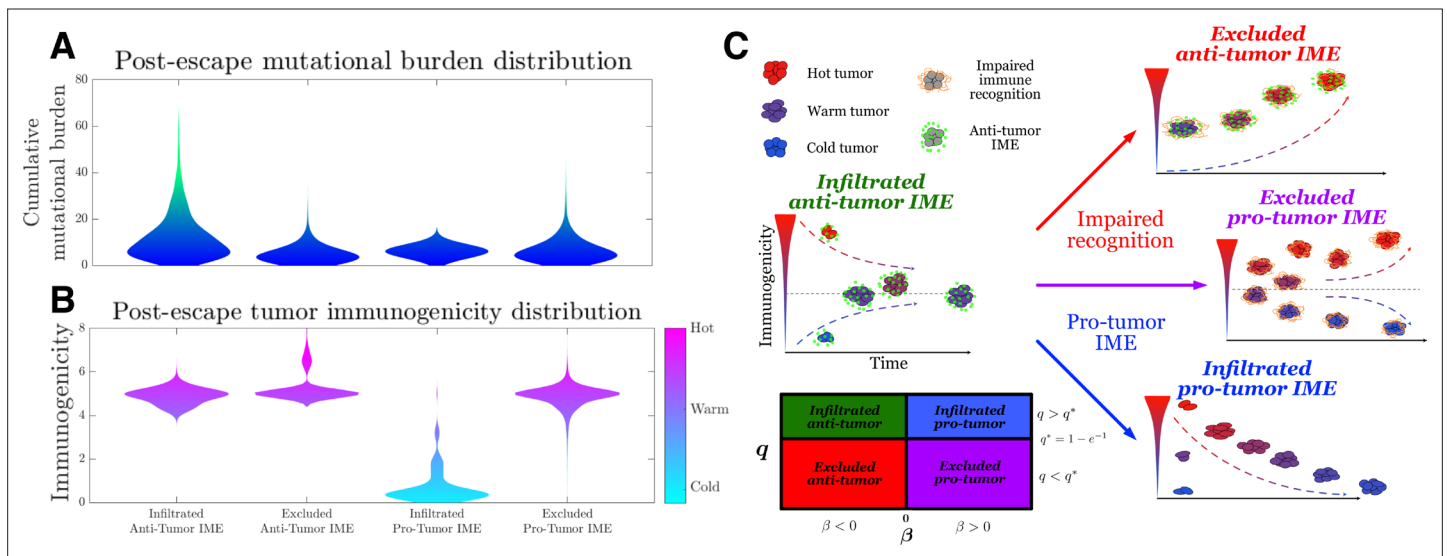 A
Post-escape mutational burden distribution
Cumulative
mutational burden
80
60
40
20
0
B
Post-escape tumor immunogenicity distribution
Immunogenicity
8
6
4
2
0
Hot
Warm
Cold
Infiltrated
Anti-Tumor IME
Excluded
Anti-Tumor IME
Infiltrated
Pro-Tumor IME
Excluded
Pro-Tumor IME
C
Hot tumor
Warm tumor
Cold tumor
Impaired
immune
recognition
Anti-tumor
IME
Infiltrated
anti-tumor IME
Immunogenicity
Time
Impaired
recognition
Pro-tumor
IME
Excluded
anti-tumor IME
Excluded
pro-tumor IME
Infiltrated
pro-tumor IME
q
Infiltrated
anti-tumor
Infiltrated
pro-tumor
Excluded
anti-tumor
Excluded
pro-tumor
q > q*
q* = 1 − e⁻¹
q < q*
β < 0
0
β
β > 0